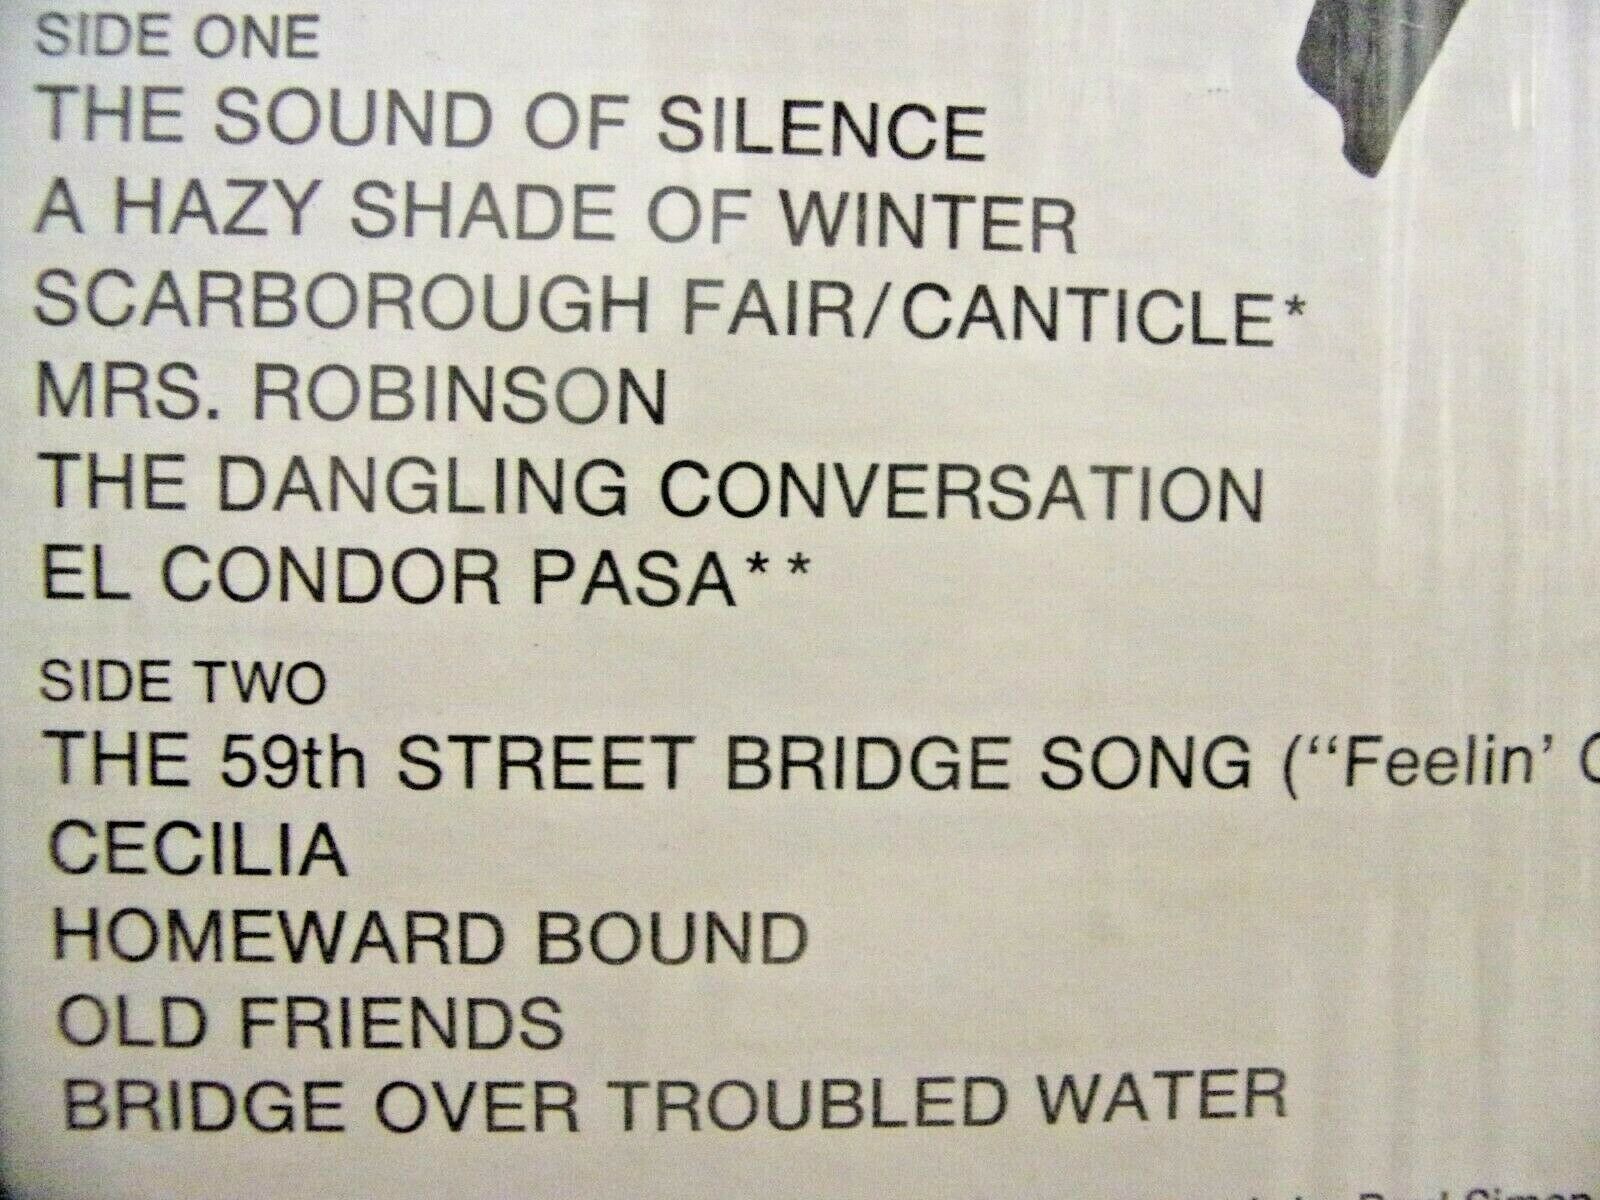 SIDE ONE
THE SOUND OF SILENCE
A HAZY SHADE OF WINTER
SCARBOROUGH FAIR/CANTICLE*
MRS. ROBINSON
THE DANGLING CONVERSATION
EL CONDOR PASA**
SIDE TWO
THE 59th STREET BRIDGE SONG ("Feelin'
CECILIA
HOMEWARD BOUND
OLD FRIENDS
BRIDGE OVER TROUBLED WATER
Paul Simon